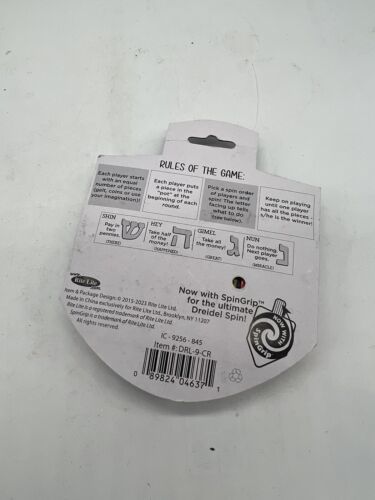 RULES OF THE GAME:
Each player starts
with an equal
number of pieces
(gelt, coins or use
your imagination)!
Each player puts
a piece in the
"pot" at the
beginning of each
round.
Pick a spin order
of players and
spin! The letter
facing up tells
what to do
(see below).
Keep on playing
until one player
has all the pieces -
s/he is the winner!
SHIN
Pay in
two
pennies.
(THERE)
ש
HEY
Take half
of the
money!
(HAPPENED)
ה
GIMEL
Take all
the
money!
(GREAT)
ג
NUN
Do nothing.
Next player
goes.
(MIRACLE)
נ
Rite Lite
Now with SpinGrip™
for the ultimate
Dreidel Spin!
NOW WITH
SpinGrip
Item & Package Design: © 2015-2023 Rite Lite Ltd.
Made in China exclusively for Rite Lite Ltd., Brooklyn, NY 11207
Rite Lite is a registered trademark of Rite Lite Ltd.
SpinGrip is a trademark of Rite Lite Ltd.
All rights reserved.
IC - 9256 - 845
Item #: DRL-9-CR
0 89824 04637 1